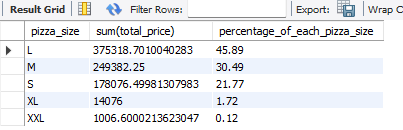 Result Grid Filter Rows: Export: Wrap C
pizza_size sum(total_price) percentage_of_each_pizza_size
L 375318.7010040283 45.89
M 249382.25 30.49
S 178076.49981307983 21.77
XL 14076 1.72
XXL 1006.6000213623047 0.12